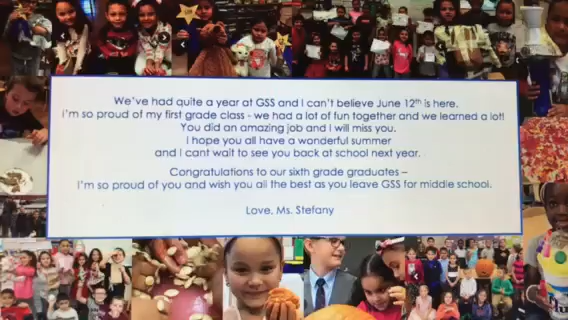 We've had quite a year at GSS and I can't believe June 12th is here.
I'm so proud of my first grade class - we had a lot of fun together and we learned a lot!
You did an amazing job and I will miss you.
I hope you all have a wonderful summer
and I cant wait to see you back at school next year.
Congratulations to our sixth grade graduates –
I'm so proud of you and wish you all the best as you leave GSS for middle school.
Love, Ms. Stefany